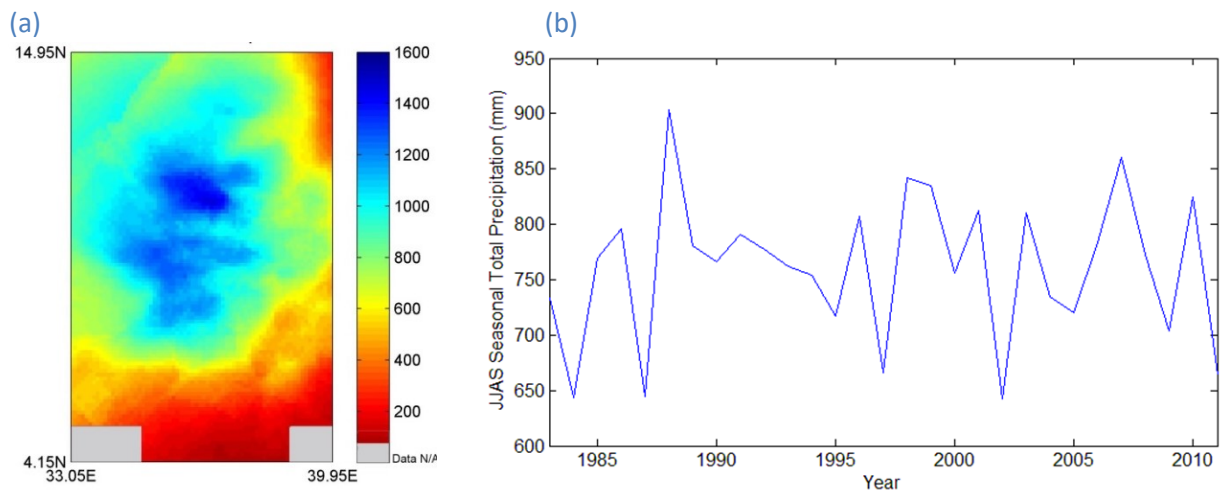 (a)
14.95N
4.15N
33.05E
39.95E
1600
1400
1200
1000
800
600
400
200
Data N/A
(b)
JJAS Seasonal Total Precipitation (mm)
950
900
850
800
750
700
650
600
1985
1990
1995
2000
2005
2010
Year